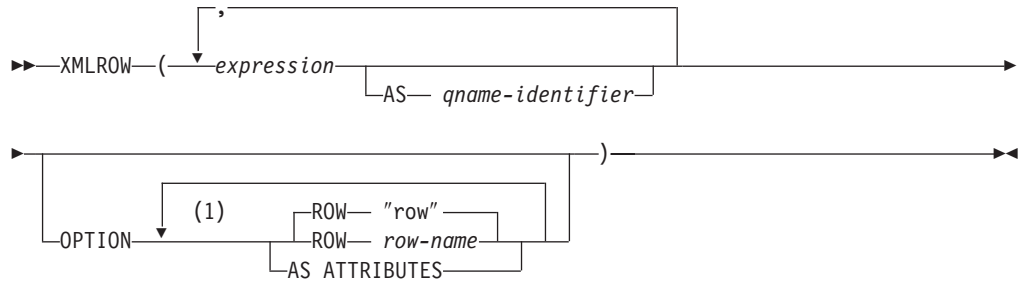 ,
XMLROW ( expression )
AS qname-identifier
)
(1) ROW "row"
OPTION ROW row-name
AS ATTRIBUTES